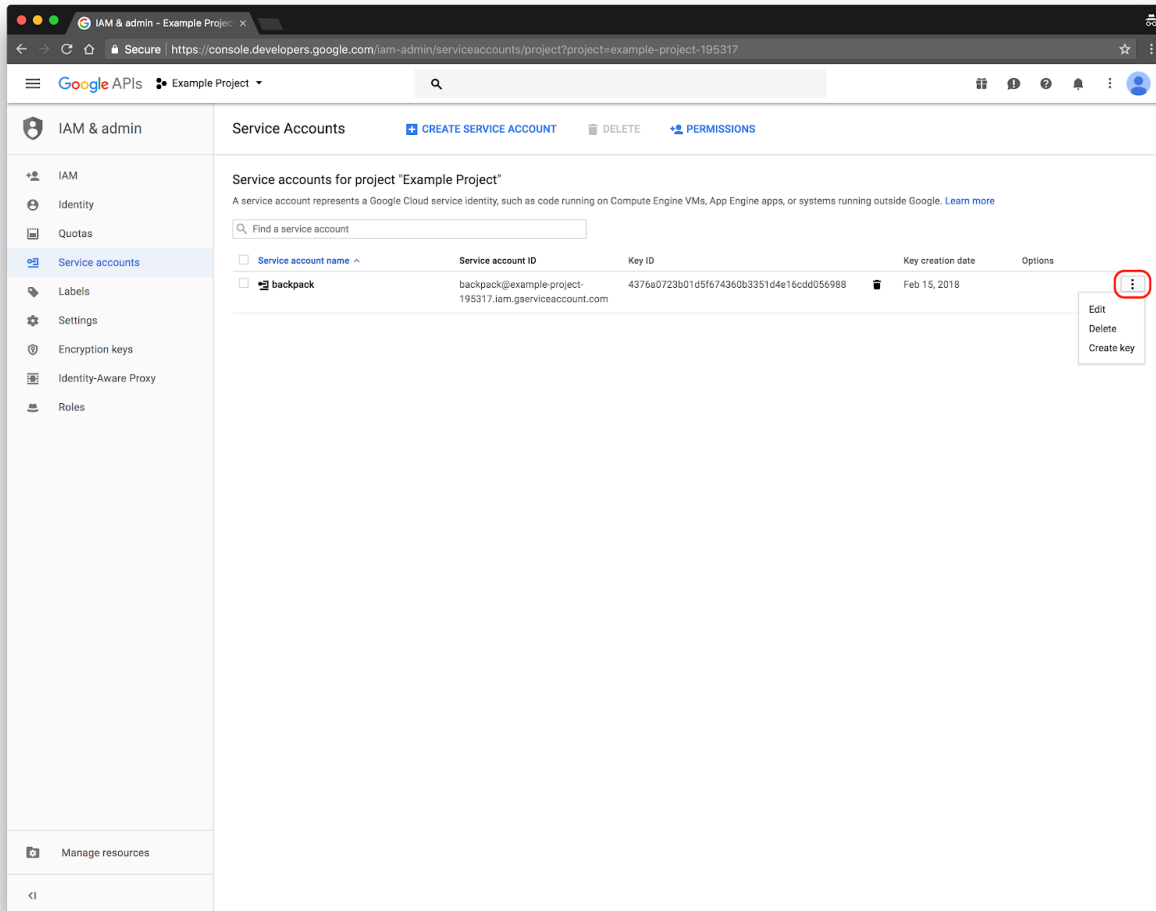 IAM & admin - Example Projec
Secure | https://console.developers.google.com/iam-admin/serviceaccounts/project?project=example-project-195317
Google APIs Example Project
IAM & admin
Service Accounts CREATE SERVICE ACCOUNT DELETE PERMISSIONS
IAM
Identity
Quotas
Service accounts
Labels
Settings
Encryption keys
Identity-Aware Proxy
Roles
Manage resources
Service accounts for project "Example Project"
A service account represents a Google Cloud service identity, such as code running on Compute Engine VMs, App Engine apps, or systems running outside Google. Learn more
Find a service account
Service account name Service account ID Key ID Key creation date Options
backpack backpack@example-project- 4376a0723b01d5f674360b3351d4e16cdd056988 Feb 15, 2018
195317.iam.gserviceaccount.com
Edit
Delete
Create key